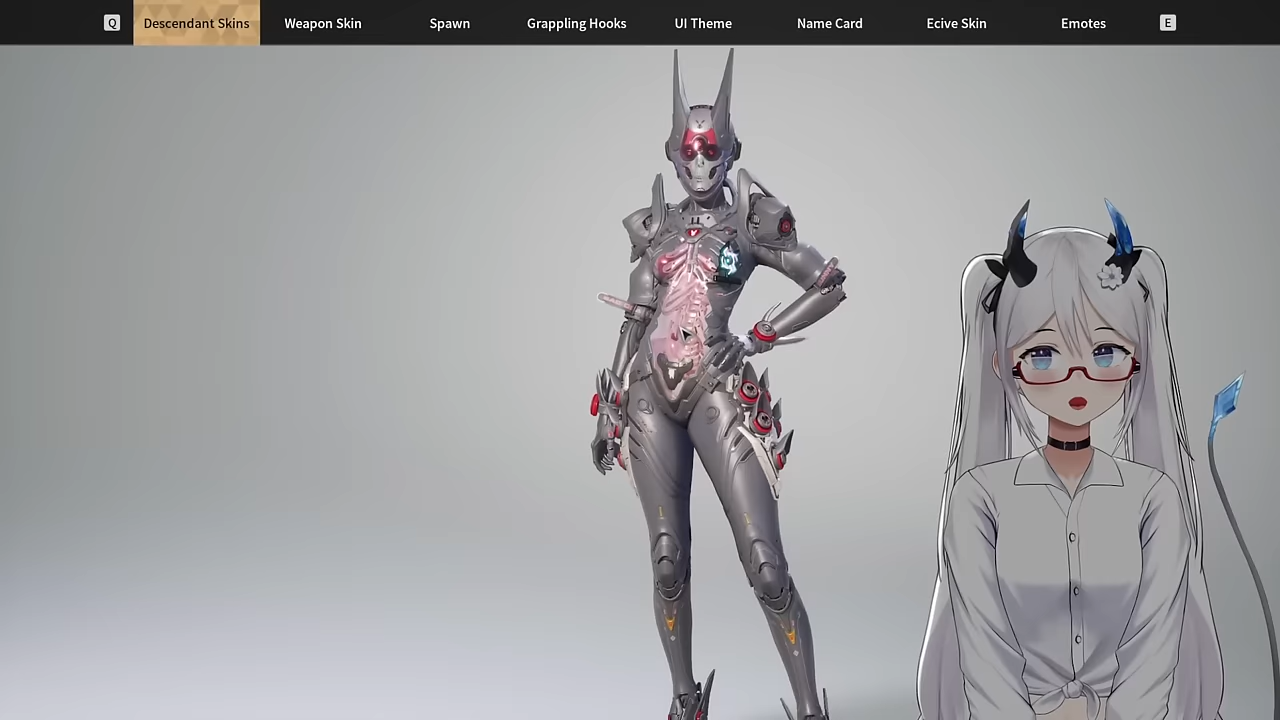 Q
Descendant Skins
Weapon Skin
Spawn
Grappling Hooks
UI Theme
Name Card
Ecive Skin
Emotes
E